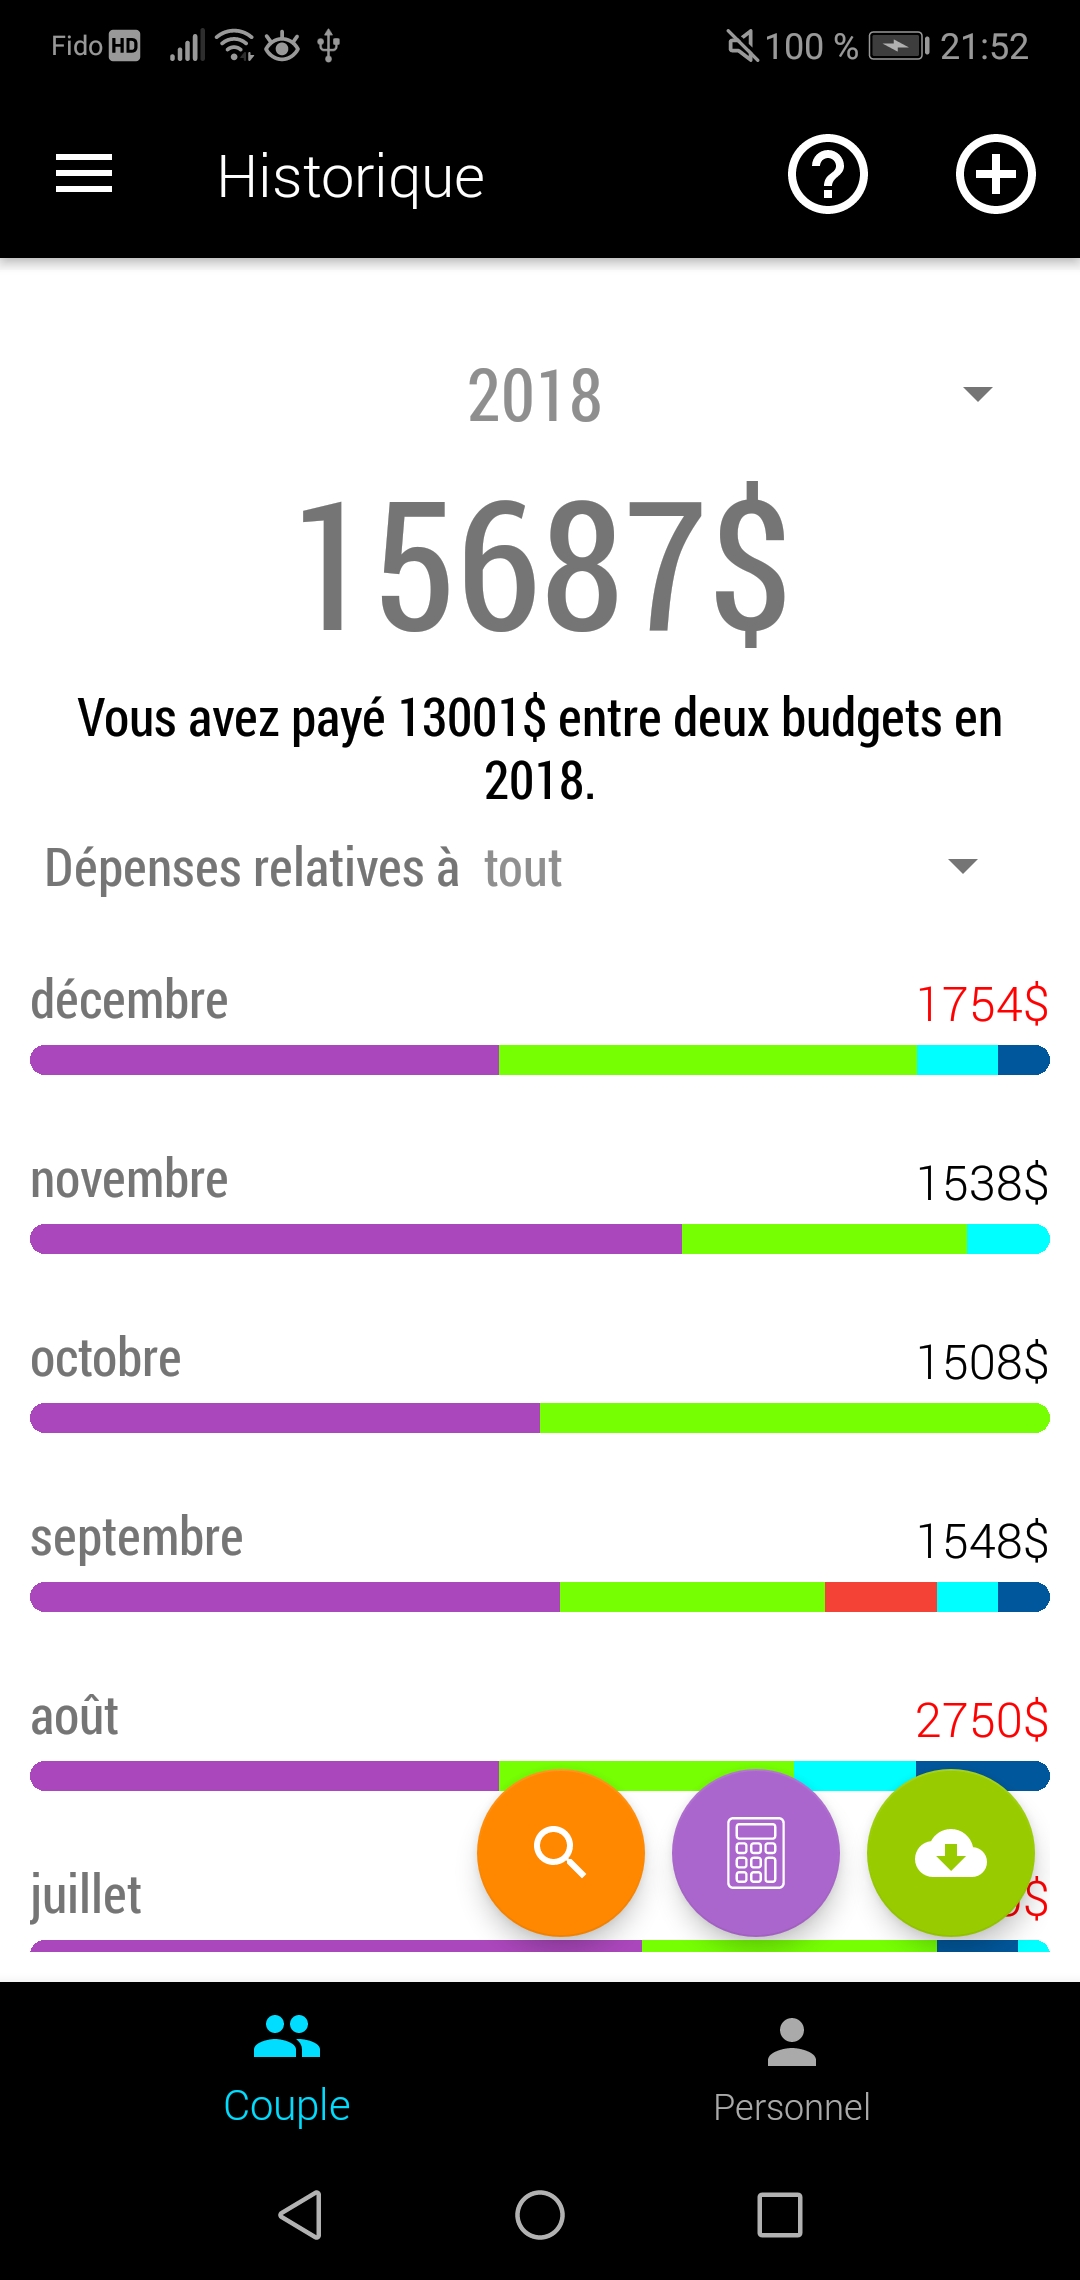 Fido HD 100 % 21:52
Historique
2018
15687$
Vous avez payé 13001$ entre deux budgets en
2018.
Dépenses relatives à tout
décembre 1754$
novembre 1538$
octobre 1508$
septembre 1548$
août 2750$
juillet
Couple Personnel